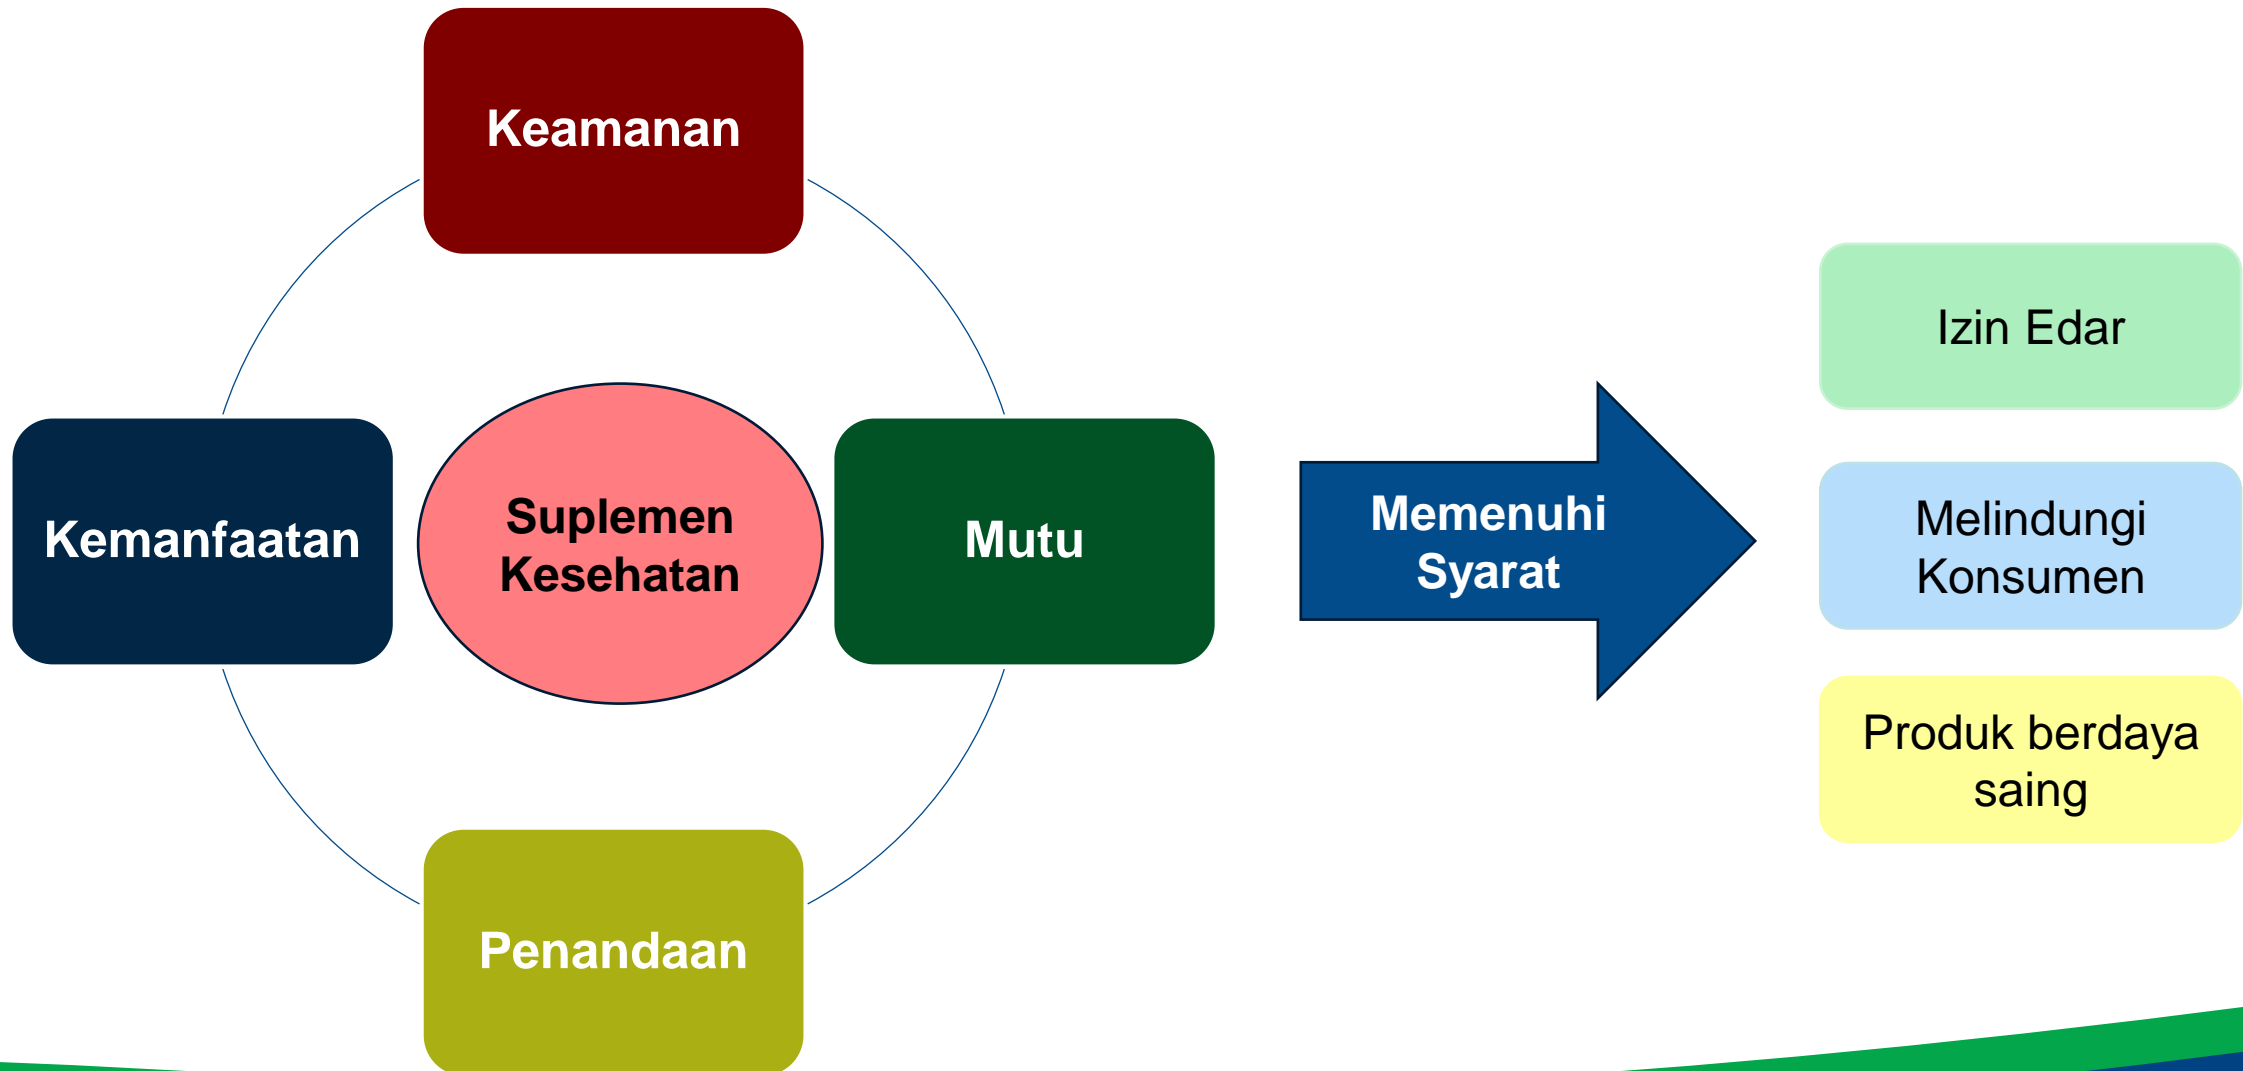 Keamanan
Kemanfaatan
Suplemen
Kesehatan
Mutu
Penandaan
Memenuhi
Syarat
Izin Edar
Melindungi
Konsumen
Produk berdaya
saing